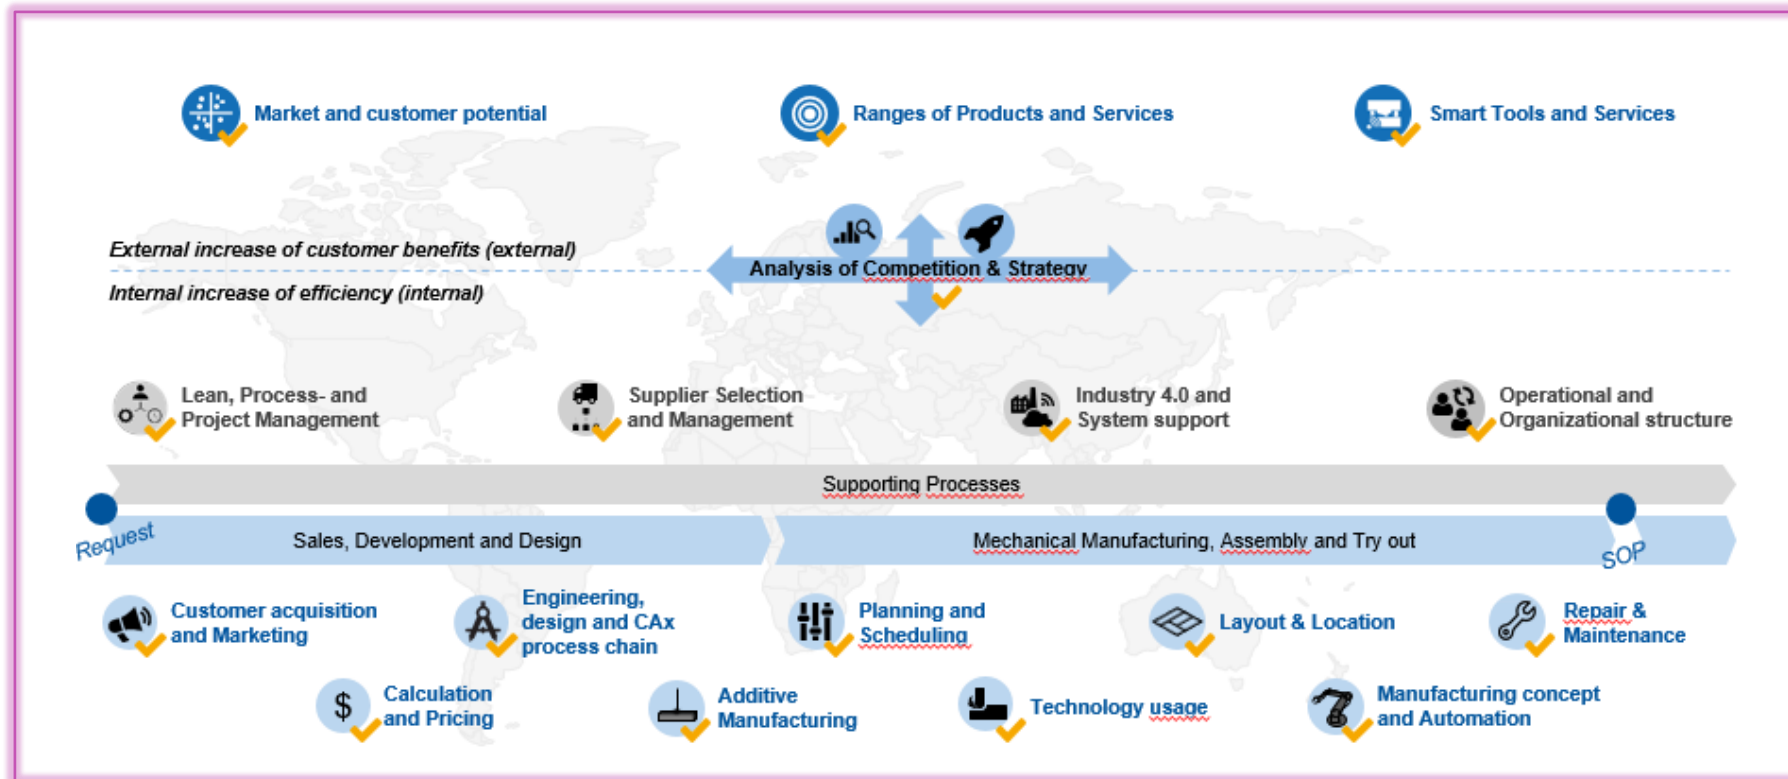 Market and customer potential
Ranges of Products and Services
Smart Tools and Services
External increase of customer benefits (external)
Analysis of Competition & Strategy
Internal increase of efficiency (internal)
Lean, Process- and
Project Management
Supplier Selection
and Management
Industry 4.0 and
System support
Operational and
Organizational structure
Supporting Processes
Request
Sales, Development and Design
Mechanical Manufacturing, Assembly and Try out
SOP
Customer acquisition
and Marketing
Engineering,
design and CAx
process chain
Planning and
Scheduling
Layout & Location
Repair &
Maintenance
$
Calculation
and Pricing
Additive
Manufacturing
Technology usage
Manufacturing concept
and Automation